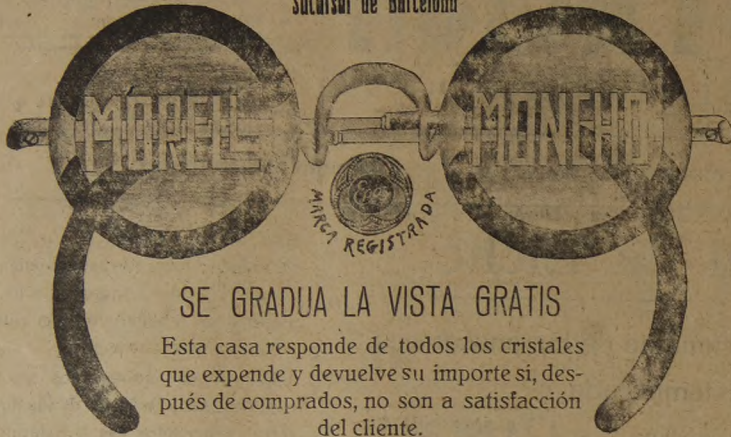 Sucursal de Barcelona
MORELL MONCHO
MARCA REGISTRADA
SE GRADUA LA VISTA GRATIS
Esta casa responde de todos los cristales
que expende y devuelve su importe si, des-
pués de comprados, no son a satisfacción
del cliente.